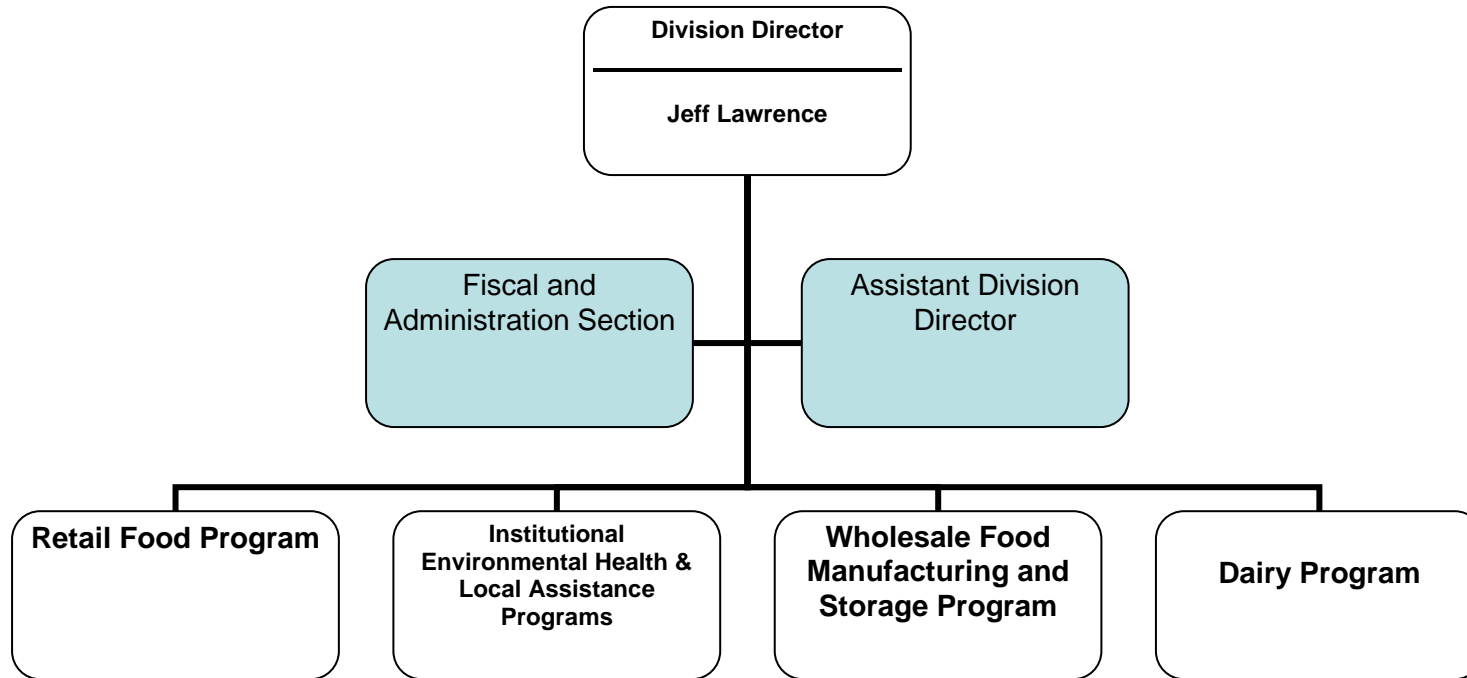 Division Director
Jeff Lawrence
Fiscal and
Administration Section
Assistant Division
Director
Retail Food Program
Institutional
Environmental Health &
Local Assistance
Programs
Wholesale Food
Manufacturing and
Storage Program
Dairy Program